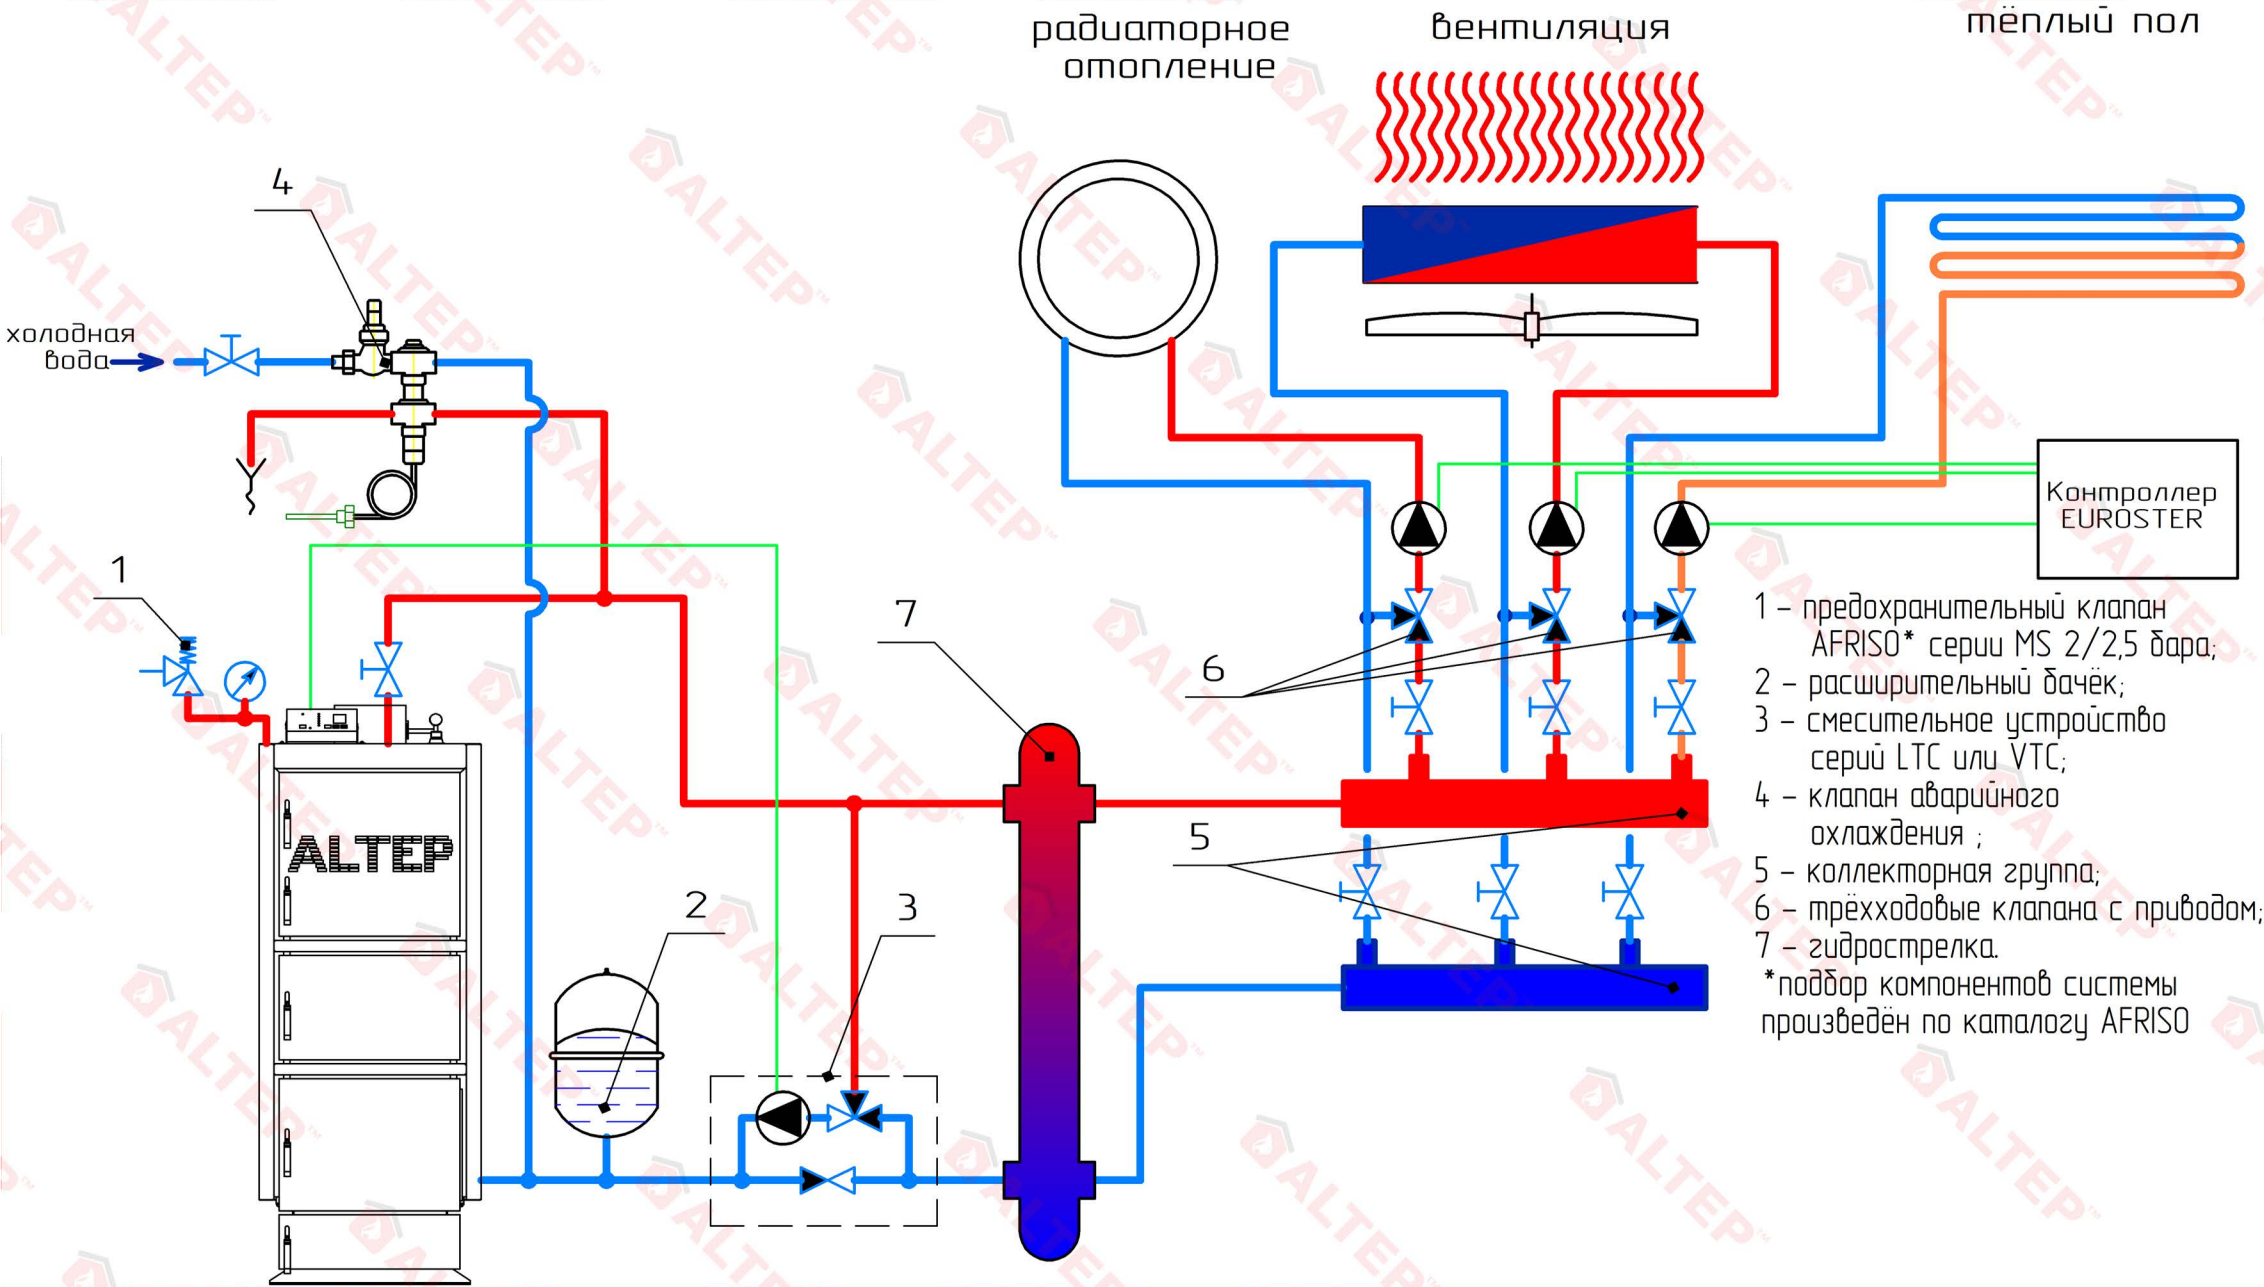 радиаторное
отопление
вентиляция
тёплый пол
4
холодная
вода
1
7
6
5
2
3
ALTEP
Контроллер
EUROSTER
1 – предохранительный клапан
AFRISO* серии MS 2/2,5 бара;
2 – расширительный бачёк;
3 – смесительное устройство
серий LTC или VTC;
4 – клапан аварийного
охлаждения ;
5 – коллекторная группа;
6 – трёхходовые клапана с приводом;
7 – гидрострелка.
*подбор компонентов системы
произведён по каталогу AFRISO
ALTEP™